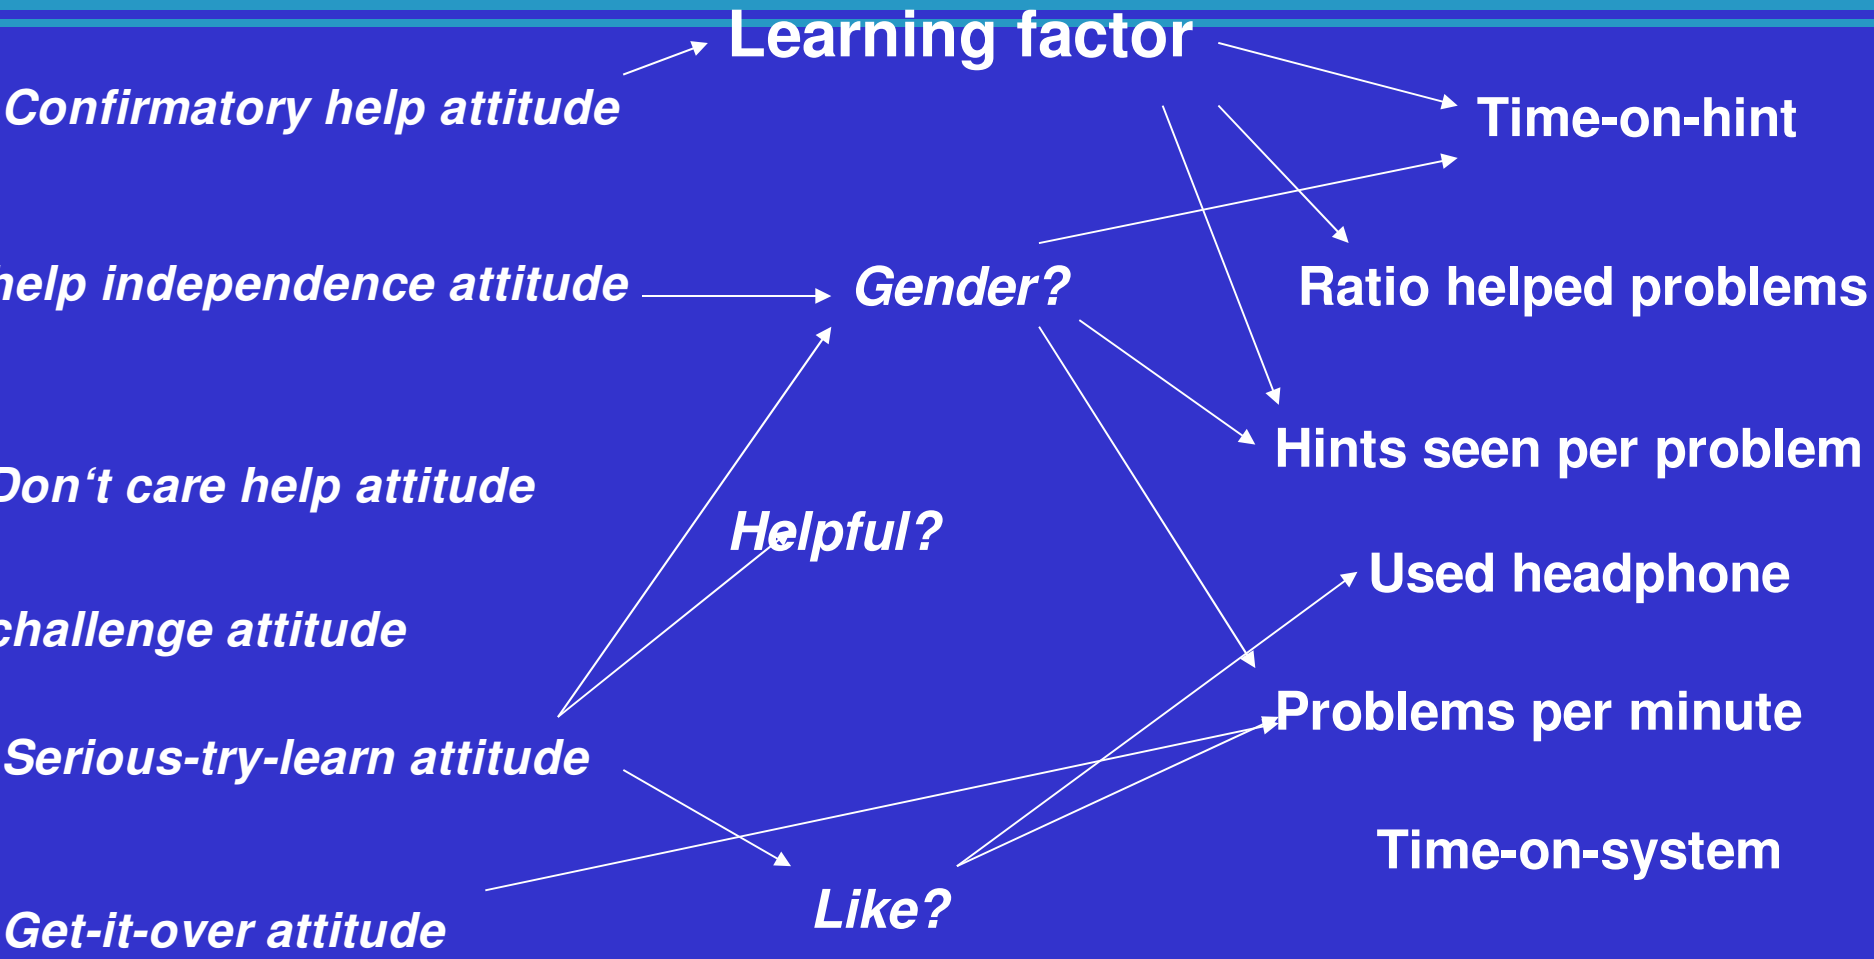 Learning factor
Confirmatory help attitude
Time-on-hint
help independence attitude
Gender?
Ratio helped problems
Hints seen per problem
Don‘t care help attitude
Helpful?
Used headphone
challenge attitude
Problems per minute
Serious-try-learn attitude
Time-on-system
Like?
Get-it-over attitude